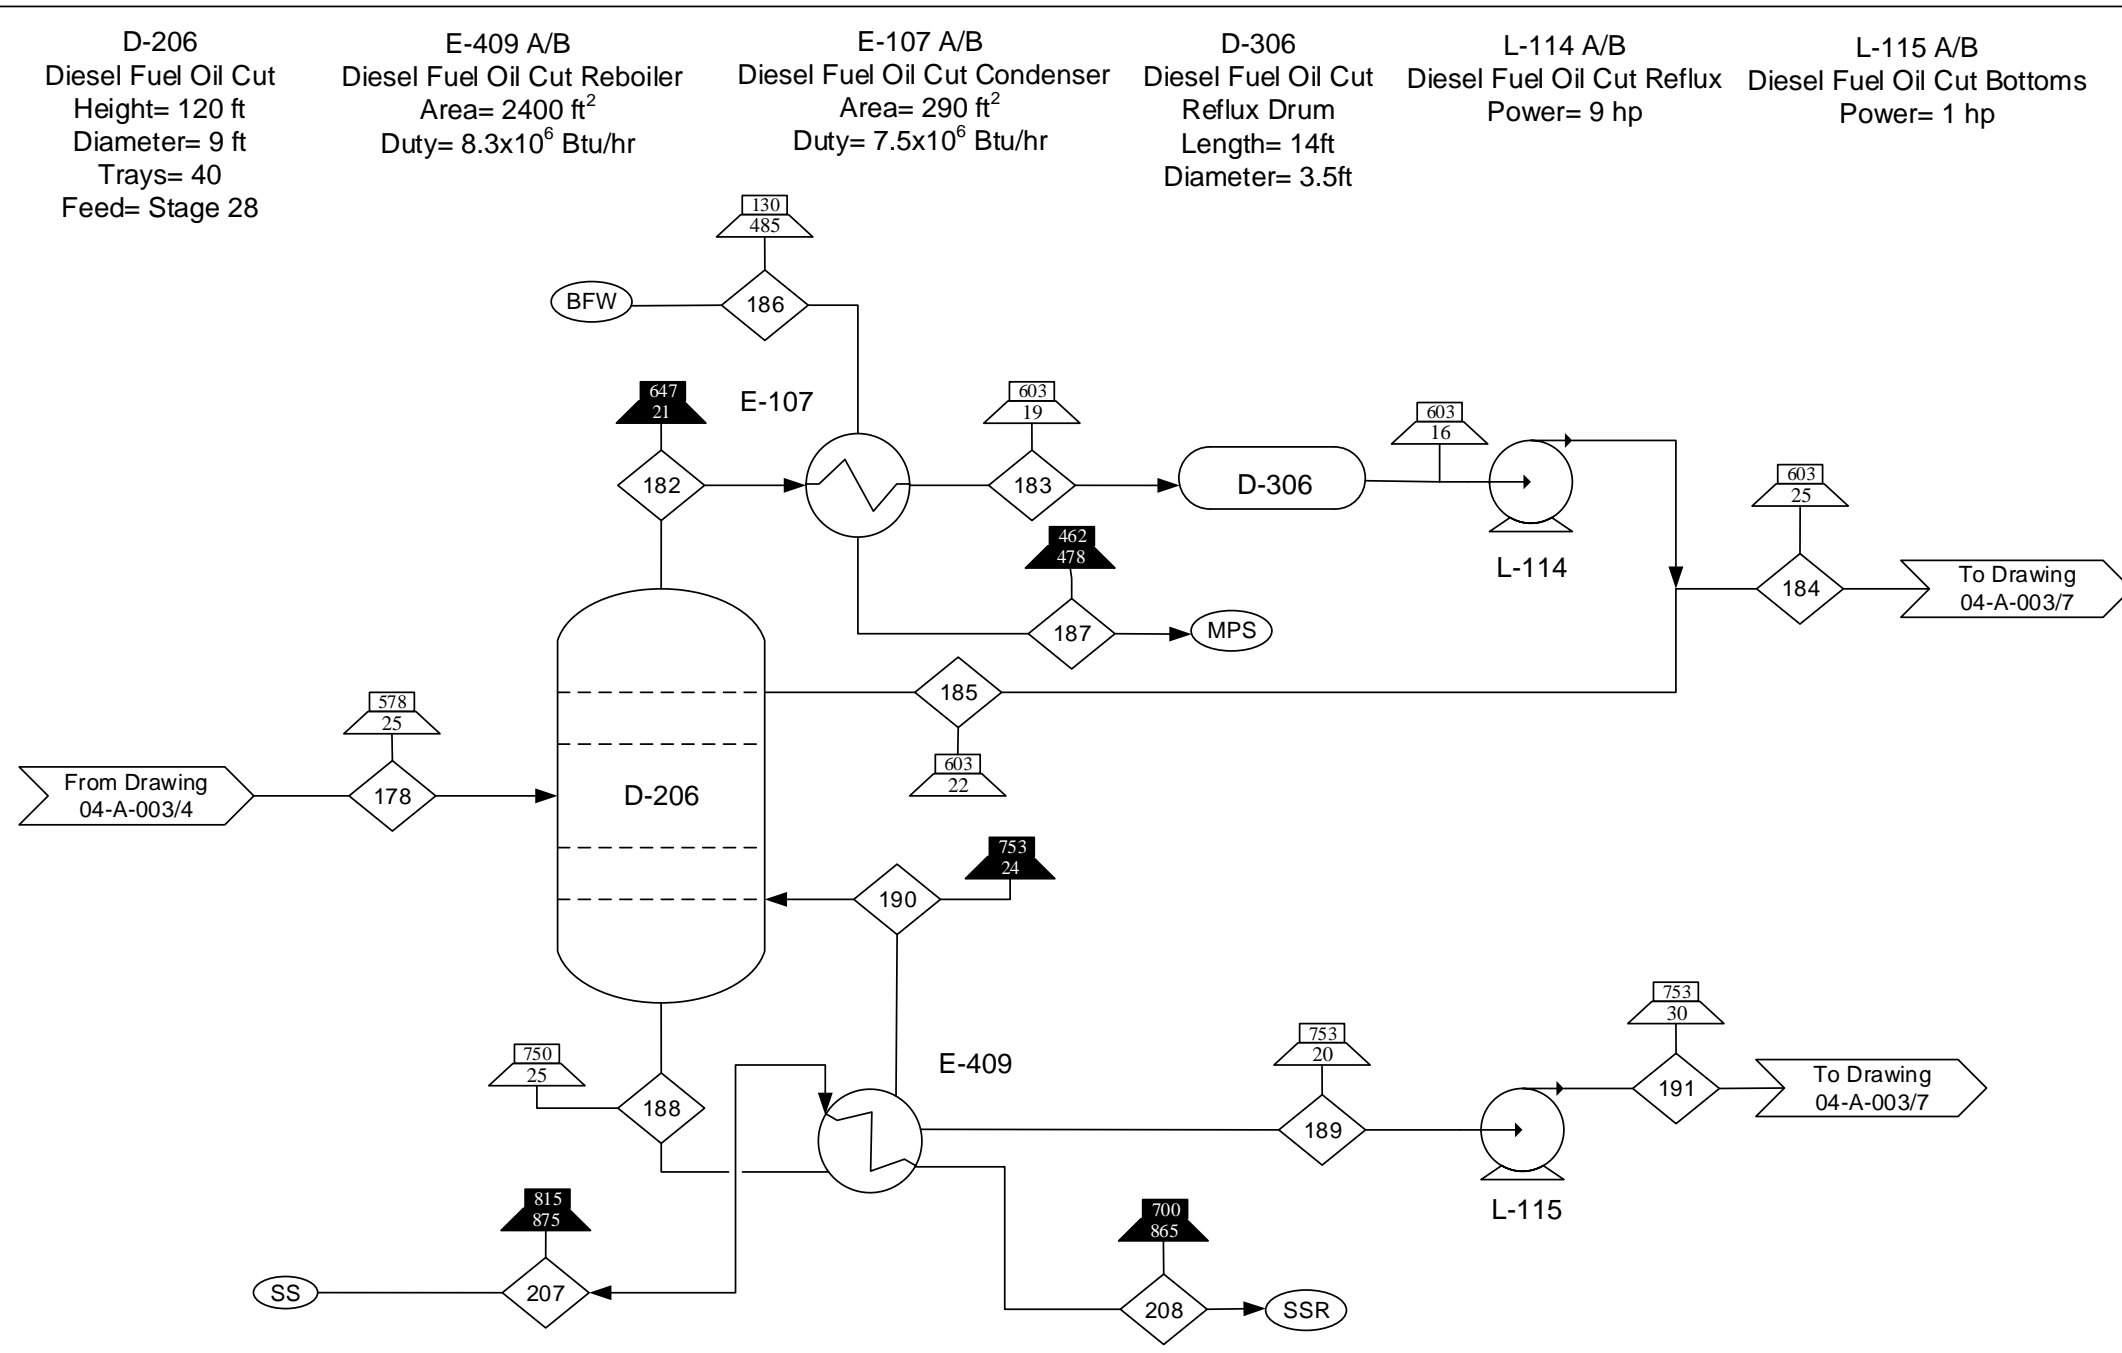 D-206
Diesel Fuel Oil Cut
Height= 120 ft
Diameter= 9 ft
Trays= 40
Feed= Stage 28
E-409 A/B
Diesel Fuel Oil Cut Reboiler
Area= 2400 ft²
Duty= 8.3x10⁶ Btu/hr
E-107 A/B
Diesel Fuel Oil Cut Condenser
Area= 290 ft²
Duty= 7.5x10⁶ Btu/hr
D-306
Diesel Fuel Oil Cut
Reflux Drum
Length= 14ft
Diameter= 3.5ft
L-114 A/B
Diesel Fuel Oil Cut Reflux
Power= 9 hp
L-115 A/B
Diesel Fuel Oil Cut Bottoms
Power= 1 hp
130
485
BFW
186
647
21
E-107
603
19
603
16
182
183
D-306
603
25
462
478
L-114
184
To Drawing
04-A-003/7
187
MPS
185
578
25
603
22
From Drawing
04-A-003/4
178
D-206
753
24
190
753
30
750
25
E-409
753
20
188
191
To Drawing
04-A-003/7
189
815
875
700
865
L-115
SS
207
208
SSR